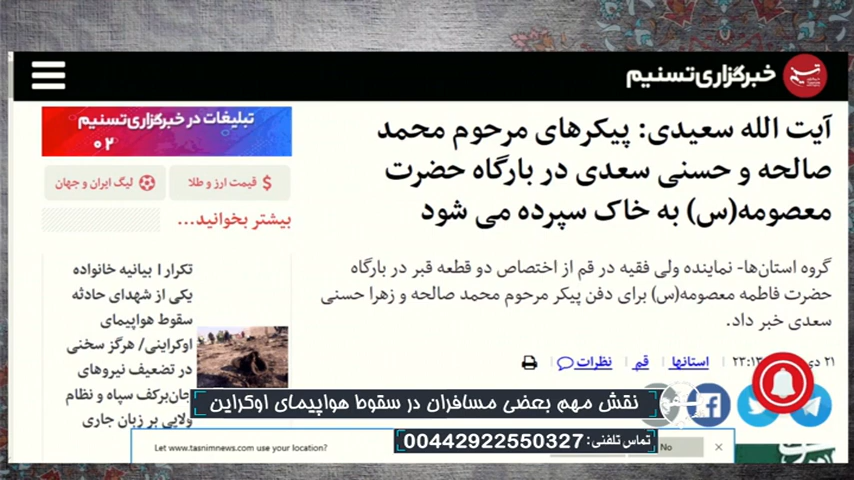 خبرگزاری تسنیم
آیت الله سعیدی: پیکرهای مرحوم محمد
صالحه و حسنی سعدی در بارگاه حضرت
معصومه(س) به خاک سپرده می شود
گروه استان‌ها- نماینده ولی فقیه در قم از اختصاص دو قطعه قبر در بارگاه
حضرت فاطمه معصومه(س) برای دفن پیکر مرحوم محمد صالحه و زهرا حسنی
سعدی خبر داد.
استانها
قم
نظرات
تبلیغات در خبرگزاری تسنیم
۰۲
قیمت ارز و طلا
لیگ ایران و جهان
بیشتر بخوانید...
تکرار| بیانیه خانواده
یکی از شهدای حادثه
سقوط هواپیمای
اوکراینی/ هرگز سخنی
در تضعیف نیروهای
جان‌برکف سپاه و نظام
ولایی بر زبان جاری
نقش مهم بعضی مسافران در سقوط هواپیمای اوکراین
تماس تلفنی: 00442922550327
Let www.tasnimnews.com use your location?
No